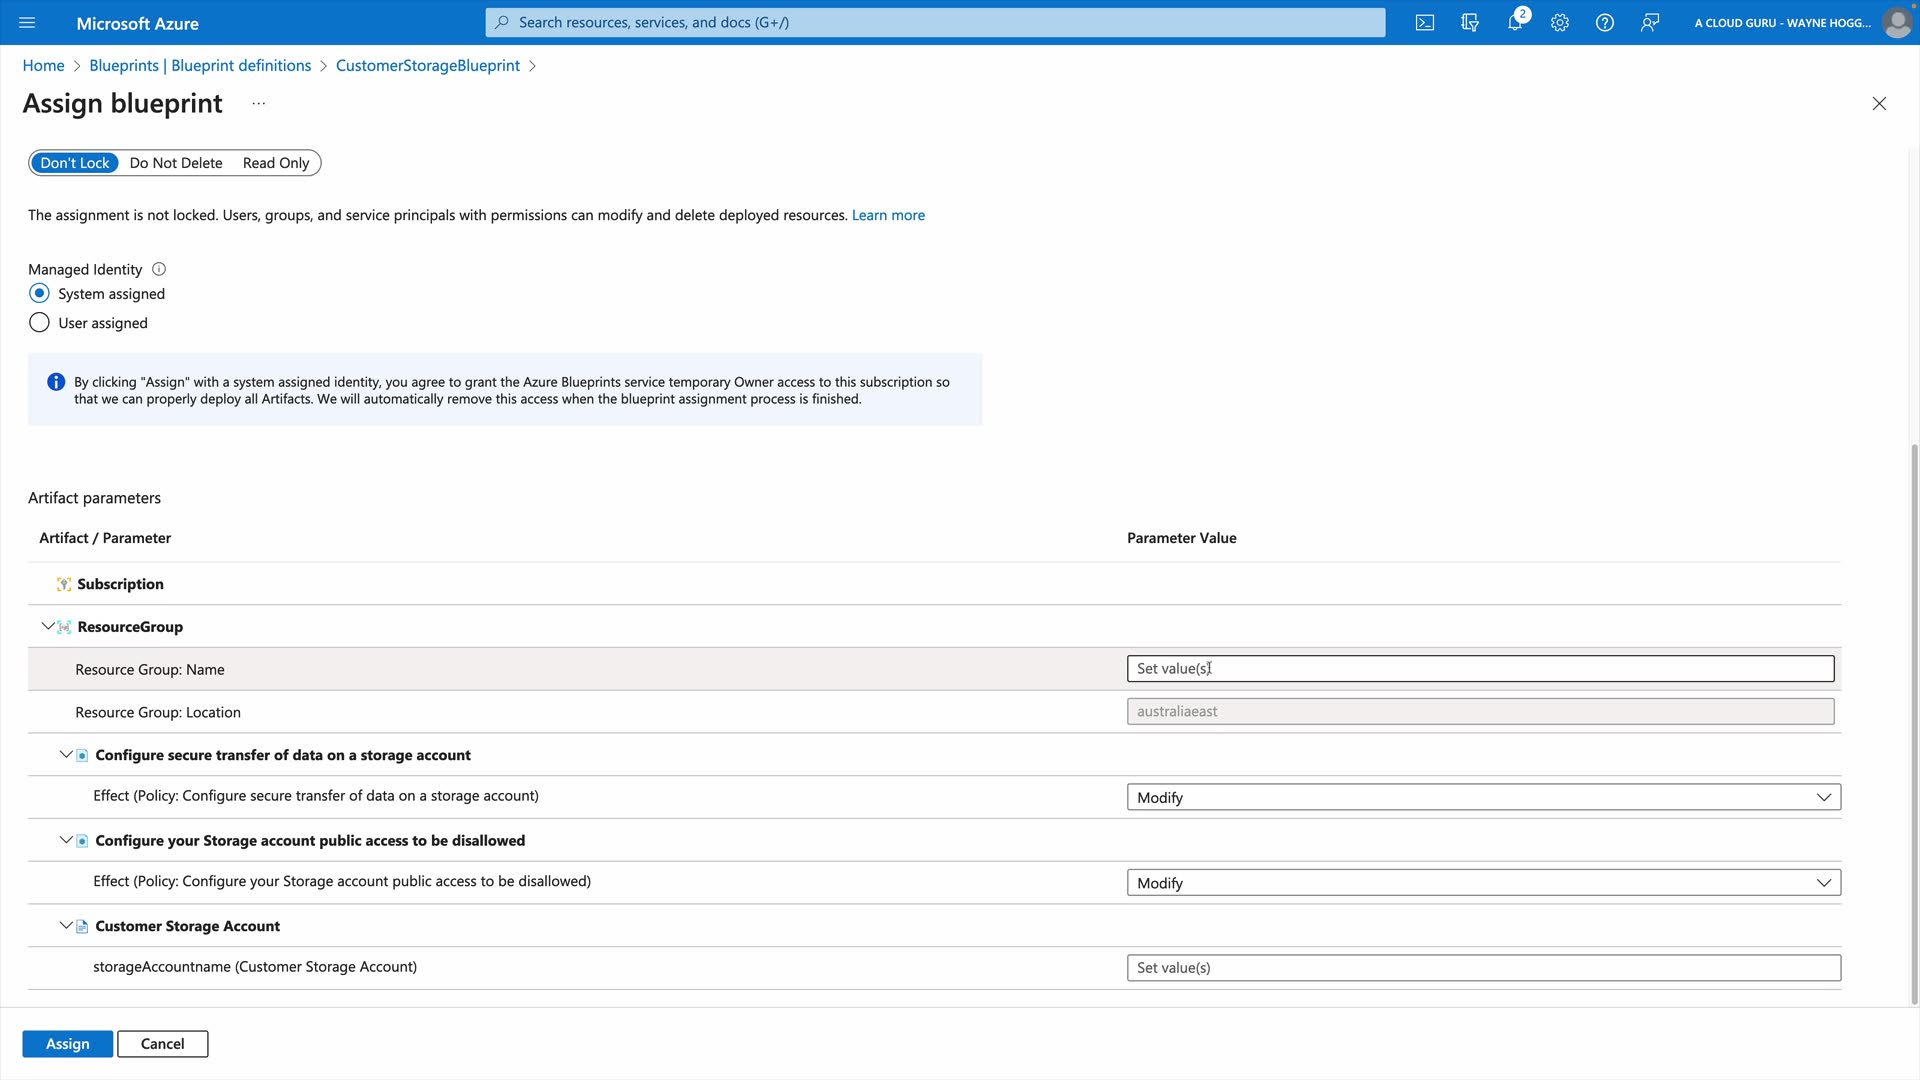 Microsoft Azure
Search resources, services, and docs (G+/)
2
A CLOUD GURU - WAYNE HOGG...
Home > Blueprints | Blueprint definitions > CustomerStorageBlueprint >
Assign blueprint ...
Don't Lock Do Not Delete Read Only
The assignment is not locked. Users, groups, and service principals with permissions can modify and delete deployed resources. Learn more
Managed Identity
System assigned
User assigned
By clicking "Assign" with a system assigned identity, you agree to grant the Azure Blueprints service temporary Owner access to this subscription so
that we can properly deploy all Artifacts. We will automatically remove this access when the blueprint assignment process is finished.
Artifact parameters
Artifact / Parameter Parameter Value
Subscription
ResourceGroup
Resource Group: Name Set value(s)
Resource Group: Location australiaeast
Configure secure transfer of data on a storage account
Effect (Policy: Configure secure transfer of data on a storage account) Modify
Configure your Storage account public access to be disallowed
Effect (Policy: Configure your Storage account public access to be disallowed) Modify
Customer Storage Account
storageAccountname (Customer Storage Account) Set value(s)
Assign Cancel